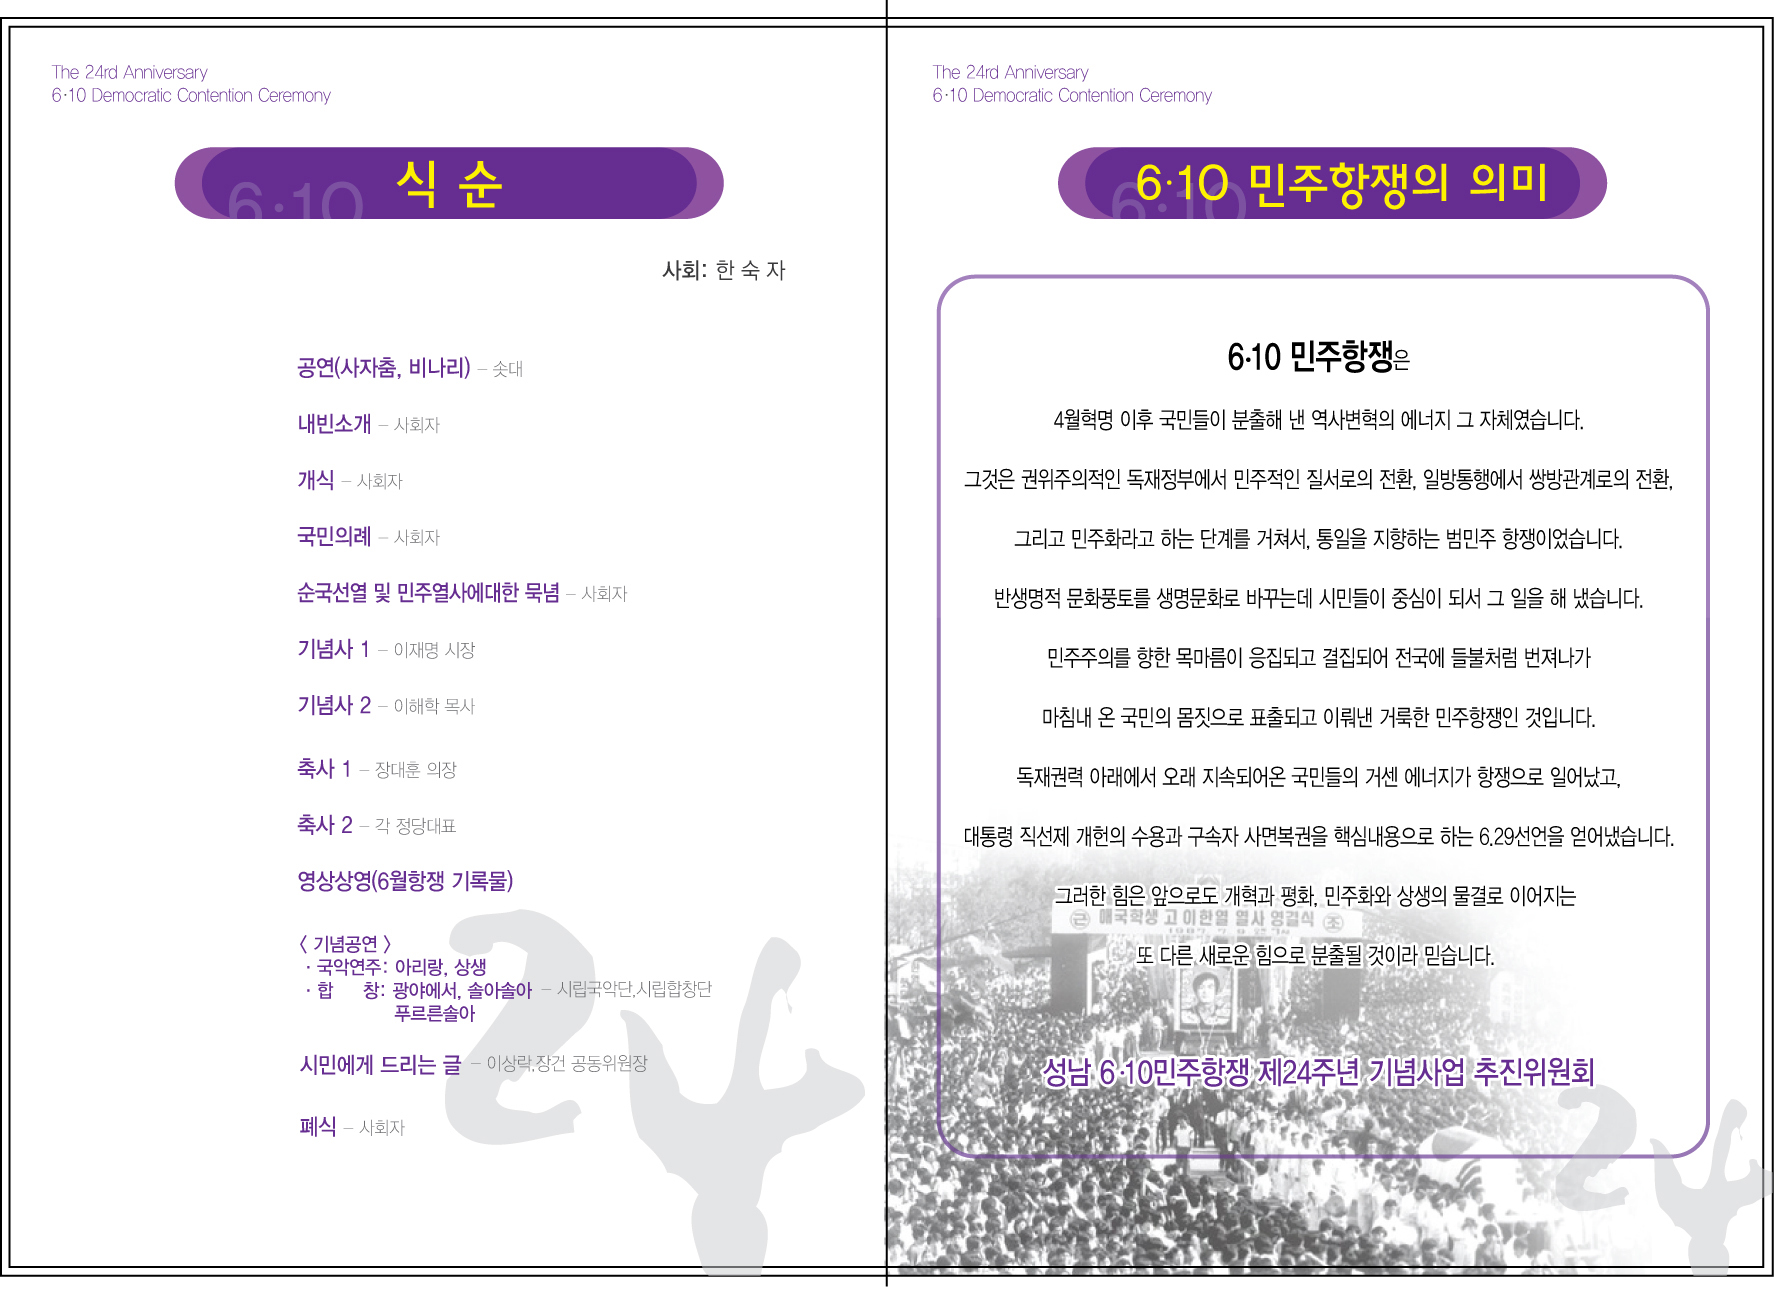 The 24rd Anniversary
6·10 Democratic Contention Ceremony
6·10
식 순
사회: 한 숙 자
공연(사자춤, 비나리) – 솟대
내빈소개 – 사회자
개식 – 사회자
국민의례 – 사회자
순국선열 및 민주열사에대한 묵념 – 사회자
기념사 1 – 이재명 시장
기념사 2 – 이해학 목사
축사 1 – 장대훈 의장
축사 2 – 각 정당대표
영상상영(6월항쟁 기록물)
〈 기념공연 〉
· 국악연주: 아리랑, 상생
· 합 창: 광야에서, 솔아솔아 – 시립국악단,시립합창단
푸르른솔아
시민에게 드리는 글 – 이상락,장건 공동위원장
폐식 – 사회자
24
The 24rd Anniversary
6·10 Democratic Contention Ceremony
6·10
6·10 민주항쟁의 의미
6·10 민주항쟁은
4월혁명 이후 국민들이 분출해 낸 역사변혁의 에너지 그 자체였습니다.
그것은 권위주의적인 독재정부에서 민주적인 질서로의 전환, 일방통행에서 쌍방관계로의 전환,
그리고 민주화라고 하는 단계를 거쳐서, 통일을 지향하는 범민주 항쟁이었습니다.
반생명적 문화풍토를 생명문화로 바꾸는데 시민들이 중심이 되서 그 일을 해 냈습니다.
민주주의를 향한 목마름이 응집되고 결집되어 전국에 들불처럼 번져나가
마침내 온 국민의 몸짓으로 표출되고 이뤄낸 거룩한 민주항쟁인 것입니다.
독재권력 아래에서 오래 지속되어온 국민들의 거센 에너지가 항쟁으로 일어났고,
대통령 직선제 개헌의 수용과 구속자 사면복권을 핵심내용으로 하는 6.29선언을 얻어냈습니다.
그러한 힘은 앞으로도 개혁과 평화, 민주화와 상생의 물결로 이어지는
근 애국학생 고 이한열 열사 영결식 조
또 다른 새로운 힘으로 분출될 것이라 믿습니다.
성남 6·10민주항쟁 제24주년 기념사업 추진위원회
24